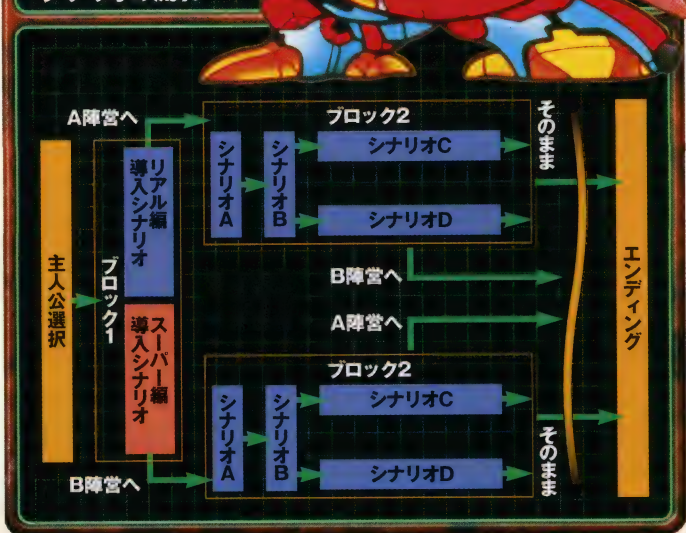 A陣営へ
主人公選択
ブロック1
リアル編
導入シナリオ
スーパー編
導入シナリオ
B陣営へ
ブロック2
シナリオA
シナリオB
シナリオC
シナリオD
そのまま
B陣営へ
A陣営へ
ブロック2
シナリオA
シナリオB
シナリオC
シナリオD
そのまま
エンディング